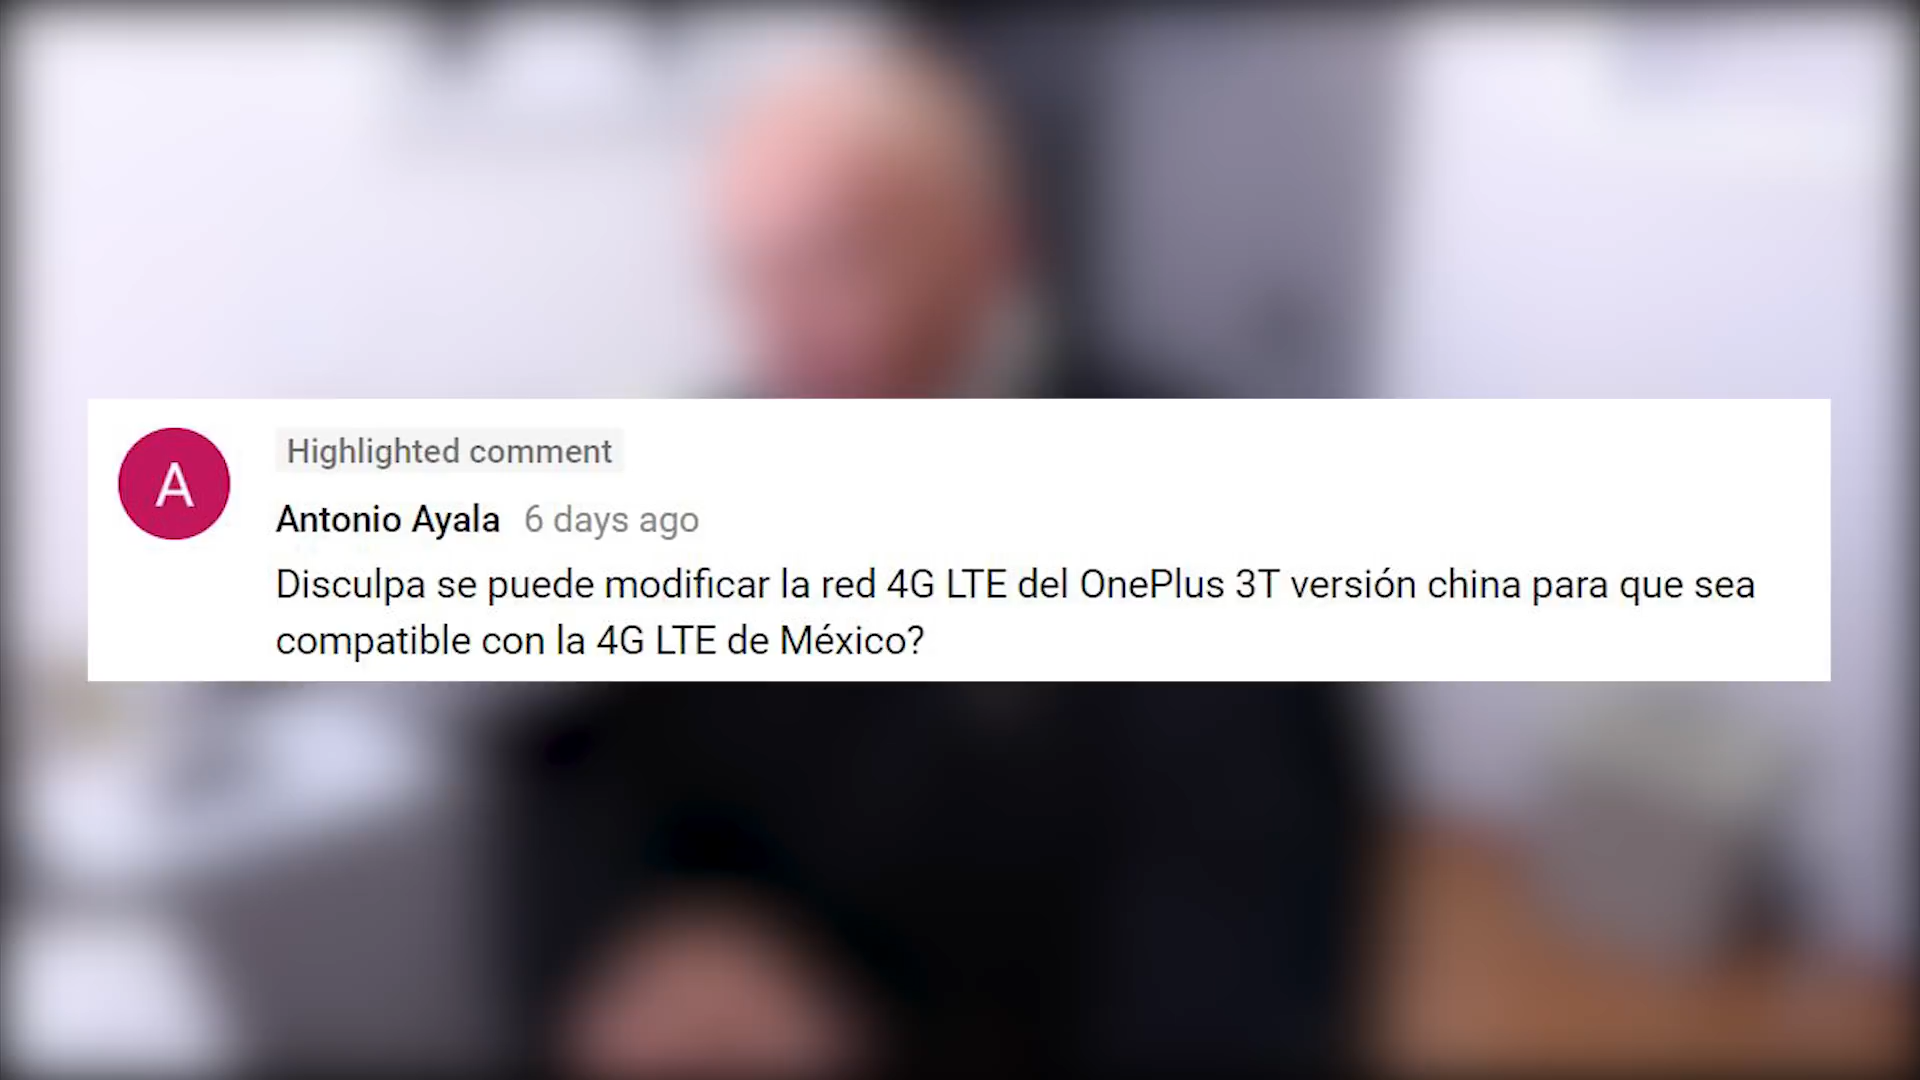 A
Highlighted comment
Antonio Ayala 6 days ago
Disculpa se puede modificar la red 4G LTE del OnePlus 3T versión china para que sea
compatible con la 4G LTE de México?